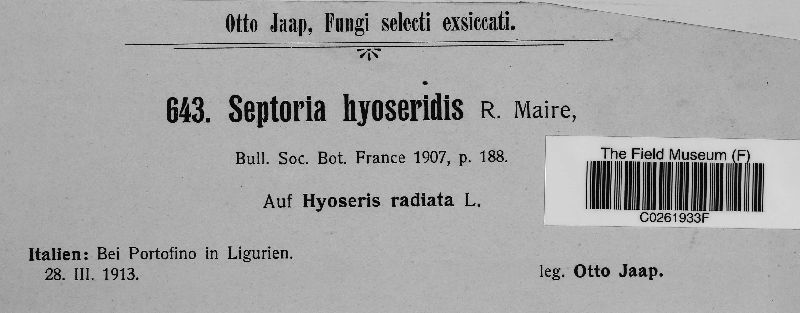 Otto Jaap, Fungi selecti exsiccati.
643. Septoria hyoseridis R. Maire,
Bull. Soc. Bot. France 1907, p. 188.
Auf Hyoseris radiata L.
The Field Museum (F)
C0261933F
Italien: Bei Portofino in Ligurien.
28. III. 1913.
leg. Otto Jaap.